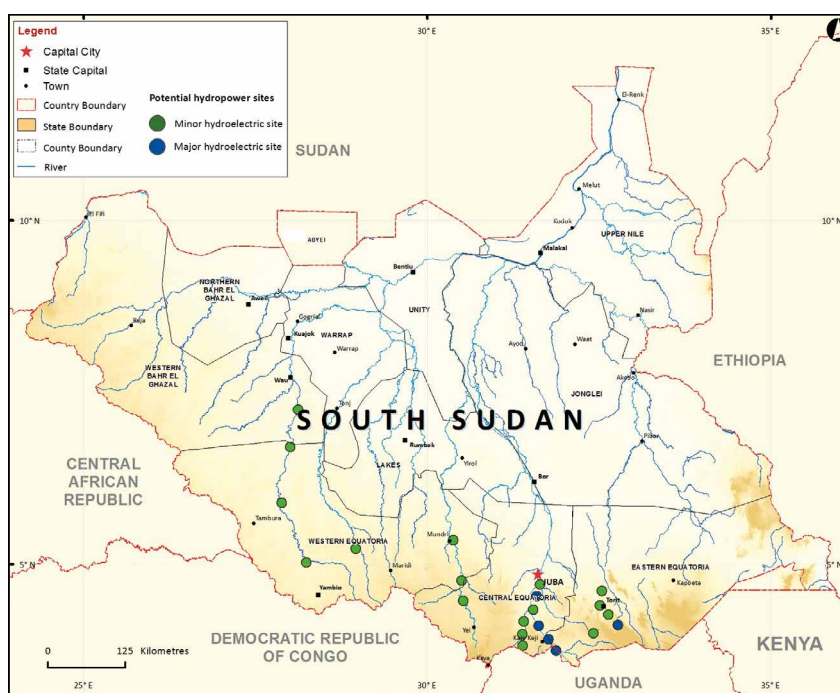 Legend
Capital City
State Capital
Town
Country Boundary
State Boundary
County Boundary
River
Potential hydropower sites
Minor hydroelectric site
Major hydroelectric site
30°E
35°E
SUDAN
El-Renk
Melut
Kodok
UPPER NILE
Malakal
10°N
10°N
El Fifi
ABYEI
Bentiu
NORTHERN
BAHR EL
GHAZAL
Aweil
Gogrial
UNITY
Nasir
Kuajok
WARRAP
Warrap
Raja
Ayod
Waat
ETHIOPIA
WESTERN
BAHR EL
GHAZAL
Wau
Akobo
JONGLEI
Tonj
SOUTH SUDAN
Rumbek
Pibor
LAKES
Yirol
CENTRAL
AFRICAN
REPUBLIC
Bor
Tambura
WESTERN EQUATORIA
Mundri
5°N
5°N
Maridi
JUBA
EASTERN EQUATORIA
Kapoeta
Yambio
CENTRAL EQUATORIA
Torit
Yei
Kajo Keji
DEMOCRATIC REPUBLIC
OF CONGO
KENYA
Kaya
0 125 Kilometres
UGANDA
25°E
30°E
35°E